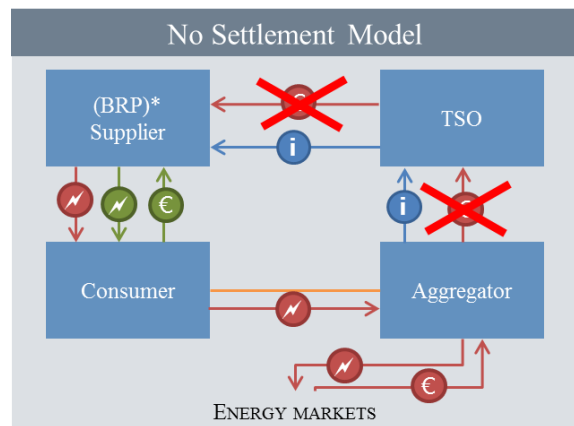 No Settlement Model
(BRP)*
Supplier
€
TSO
i
i
€
€
Consumer
Aggregator
€
ENERGY MARKETS